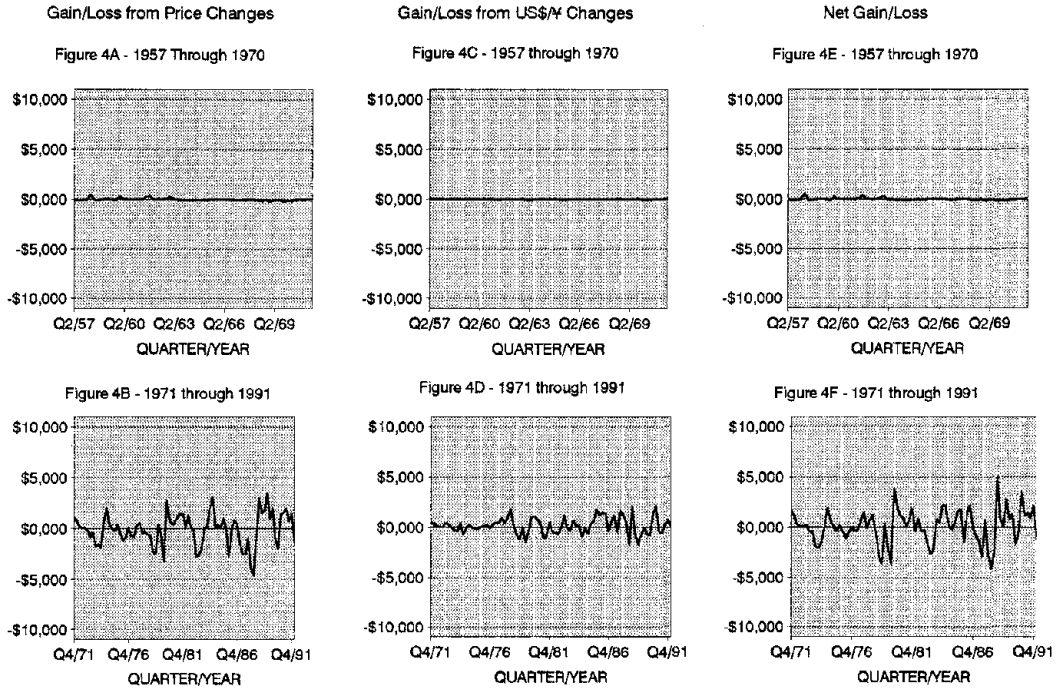 Gain/Loss from Price Changes
Gain/Loss from US$/¥ Changes
Net Gain/Loss
Figure 4A - 1957 Through 1970
Figure 4C - 1957 through 1970
Figure 4E - 1957 through 1970
$10,000
$5,000
$0,000
-$5,000
-$10,000
Q2/57 Q2/60 Q2/63 Q2/66 Q2/69
QUARTER/YEAR
$10,000
$5,000
$0,000
-$5,000
-$10,000
Q2/57 Q2/60 Q2/63 Q2/66 Q2/69
QUARTER/YEAR
$10,000
$5,000
$0,000
-$5,000
-$10,000
Q2/57 Q2/60 Q2/63 Q2/66 Q2/69
QUARTER/YEAR
Figure 4B - 1971 through 1991
Figure 4D - 1971 through 1991
Figure 4F - 1971 through 1991
$10,000
$5,000
$0,000
-$5,000
-$10,000
Q4/71 Q4/76 Q4/81 Q4/86 Q4/91
QUARTER/YEAR
$10,000
$5,000
$0,000
-$5,000
-$10,000
Q4/71 Q4/76 Q4/81 Q4/86 Q4/91
QUARTER/YEAR
$10,000
$5,000
$0,000
-$5,000
-$10,000
Q4/71 Q4/76 Q4/81 Q4/86 Q4/91
QUARTER/YEAR